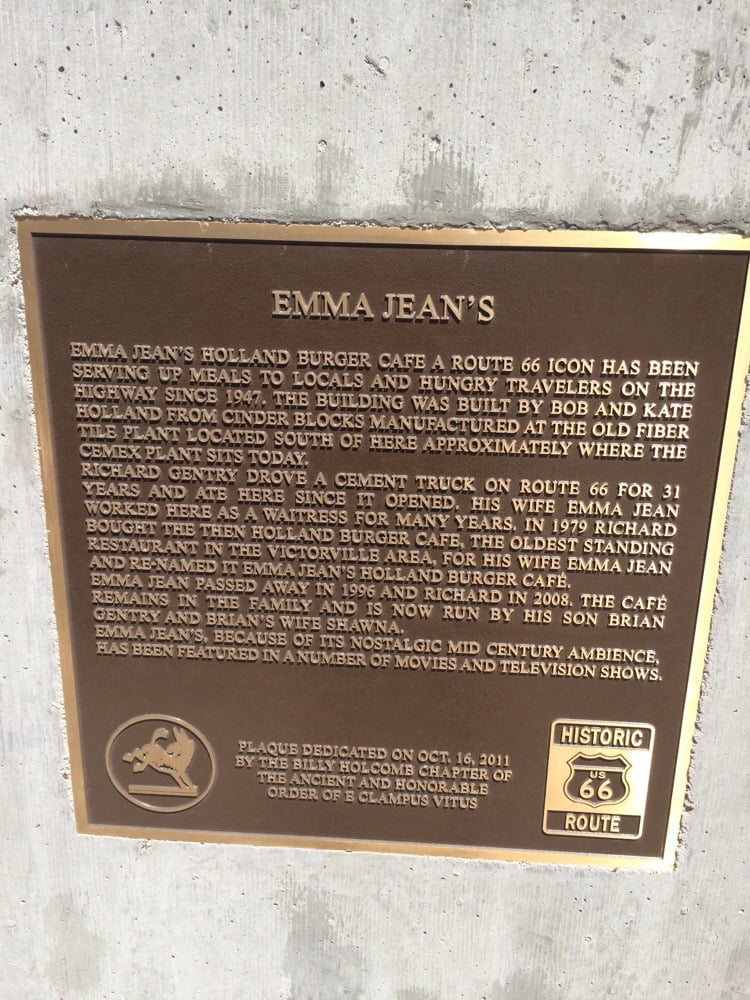 EMMA JEAN'S
EMMA JEAN'S HOLLAND BURGER CAFE A ROUTE 66 ICON HAS BEEN
SERVING UP MEALS TO LOCALS AND HUNGRY TRAVELERS ON THE
HIGHWAY SINCE 1947. THE BUILDING WAS BUILT BY BOB AND KATE
HOLLAND FROM CINDER BLOCKS MANUFACTURED AT THE OLD FIBER
TILE PLANT LOCATED SOUTH OF HERE APPROXIMATELY WHERE THE
CEMEX PLANT SITS TODAY.
RICHARD GENTRY DROVE A CEMENT TRUCK ON ROUTE 66 FOR 31
YEARS AND ATE HERE SINCE IT OPENED. HIS WIFE EMMA JEAN
WORKED HERE AS A WAITRESS FOR MANY YEARS. IN 1979 RICHARD
BOUGHT THE THEN HOLLAND BURGER CAFE, THE OLDEST STANDING
RESTAURANT IN THE VICTORVILLE AREA, FOR HIS WIFE EMMA JEAN
AND RE-NAMED IT EMMA JEAN'S HOLLAND BURGER CAFÉ.
EMMA JEAN PASSED AWAY IN 1996 AND RICHARD IN 2008. THE CAFÉ
REMAINS IN THE FAMILY AND IS NOW RUN BY HIS SON BRIAN
GENTRY AND BRIAN'S WIFE SHAWNA.
EMMA JEAN'S, BECAUSE OF ITS NOSTALGIC MID CENTURY AMBIENCE,
HAS BEEN FEATURED IN A NUMBER OF MOVIES AND TELEVISION SHOWS.
PLAQUE DEDICATED ON OCT. 16, 2011
BY THE BILLY HOLCOMB CHAPTER OF
THE ANCIENT AND HONORABLE
ORDER OF E CLAMPUS VITUS
HISTORIC
US
66
ROUTE